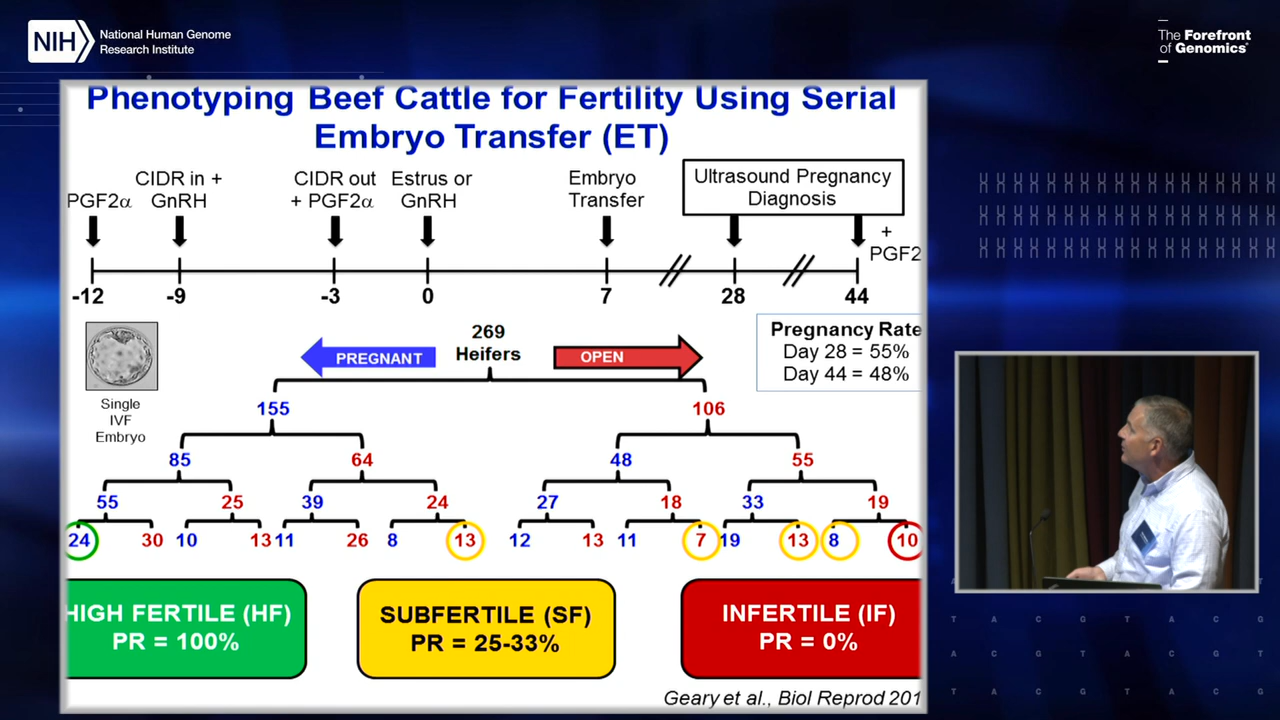 NIH
National Human Genome
Research Institute
The Forefront
of Genomics®
Phenotyping Beef Cattle for Fertility Using Serial
Embryo Transfer (ET)
PGF2α
CIDR in +
GnRH
CIDR out
+ PGF2α
Estrus or
GnRH
Embryo
Transfer
Ultrasound Pregnancy
Diagnosis
+
PGF2
-12 -9 -3 0 7 28 44
269
Heifers
PREGNANT
OPEN
Pregnancy Rate
Day 28 = 55%
Day 44 = 48%
Single
IVF
Embryo
155 106
85 64 48 55
55 25 39 24 27 18 33 19
24 30 10 13 11 26 8 13 12 13 11 7 19 13 8 10
HIGH FERTILE (HF)
PR = 100%
SUBFERTILE (SF)
PR = 25-33%
INFERTILE (IF)
PR = 0%
Geary et al., Biol Reprod 201
T A C G T A C G
A C G T A C G T
T A C G T A C G